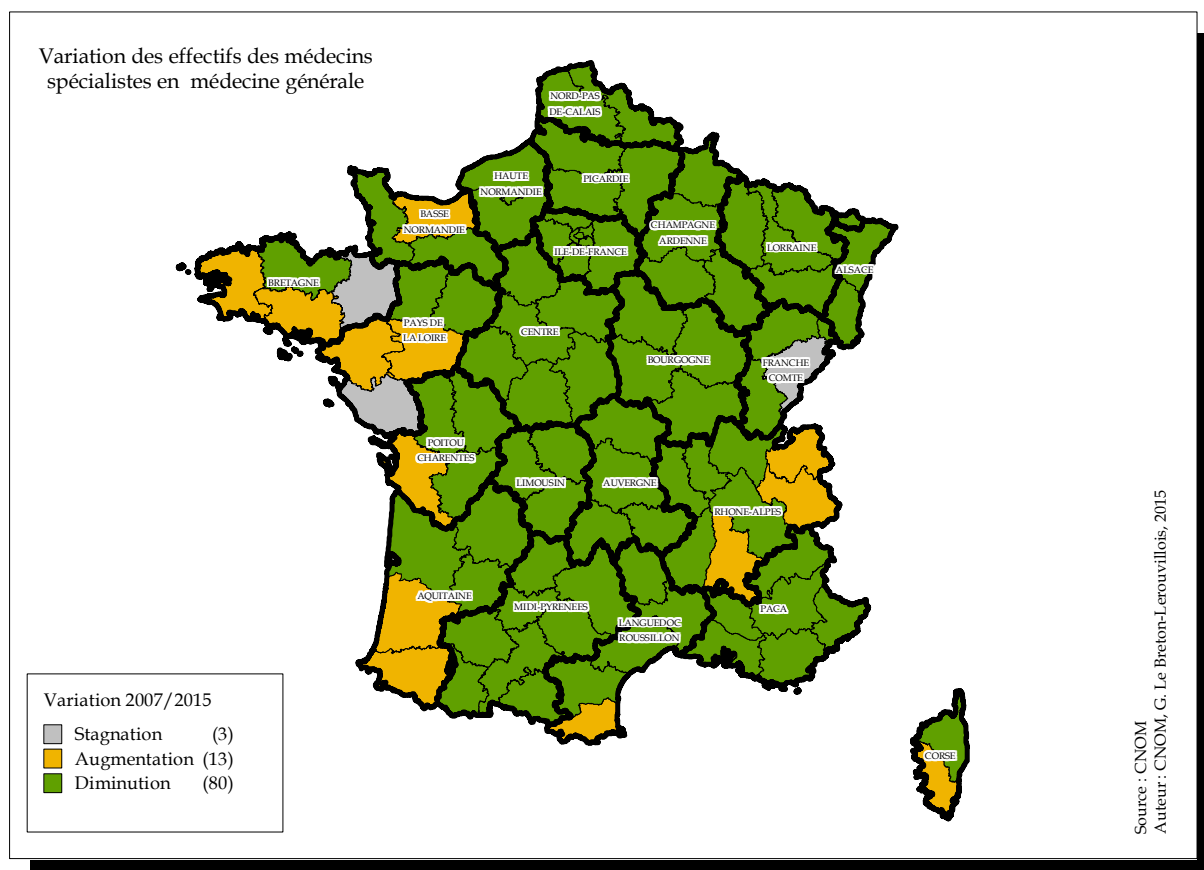 Variation des effectifs des médecins
spécialistes en médecine générale
NORD-PAS
DE-CALAIS
HAUTE
NORMANDIE
PICARDIE
BASSE
NORMANDIE
ILE-DE-FRANCE
CHAMPAGNE
ARDENNE
LORRAINE
ALSACE
BRETAGNE
PAYS DE
LA LOIRE
CENTRE
BOURGOGNE
FRANCHE
COMTE
POITOU
CHARENTES
LIMOUSIN
AUVERGNE
RHONE-ALPES
AQUITAINE
MIDI-PYRENEES
LANGUEDOC-
ROUSSILLON
PACA
CORSE
Variation 2007/2015
Stagnation (3)
Augmentation (13)
Diminution (80)
Source : CNOM
Auteur : CNOM, G. Le Breton-Lerouvillois, 2015